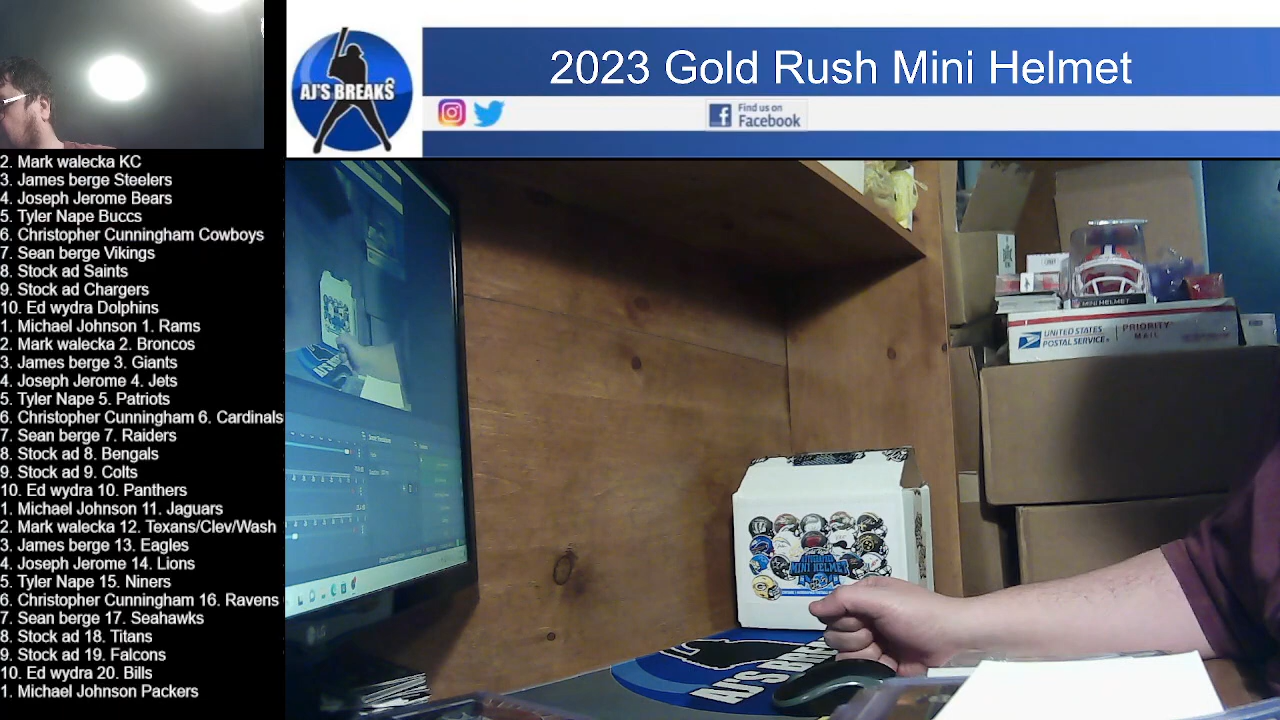 2023 Gold Rush Mini Helmet
AJ'S BREAKS
Find us on
Facebook
2. Mark walecka KC
3. James berge Steelers
4. Joseph Jerome Bears
5. Tyler Nape Buccs
6. Christopher Cunningham Cowboys
7. Sean berge Vikings
8. Stock ad Saints
9. Stock ad Chargers
10. Ed wydra Dolphins
1. Michael Johnson 1. Rams
2. Mark walecka 2. Broncos
3. James berge 3. Giants
4. Joseph Jerome 4. Jets
5. Tyler Nape 5. Patriots
6. Christopher Cunningham 6. Cardinals
7. Sean berge 7. Raiders
8. Stock ad 8. Bengals
9. Stock ad 9. Colts
10. Ed wydra 10. Panthers
1. Michael Johnson 11. Jaguars
2. Mark walecka 12. Texans/Clev/Wash
3. James berge 13. Eagles
4. Joseph Jerome 14. Lions
5. Tyler Nape 15. Niners
6. Christopher Cunningham 16. Ravens
7. Sean berge 17. Seahawks
8. Stock ad 18. Titans
9. Stock ad 19. Falcons
10. Ed wydra 20. Bills
1. Michael Johnson Packers
MINI HELMET
UNITED STATES
POSTAL SERVICE®
PRIORITY
MAIL
MINI HELMET
AJ'S BREA
LG